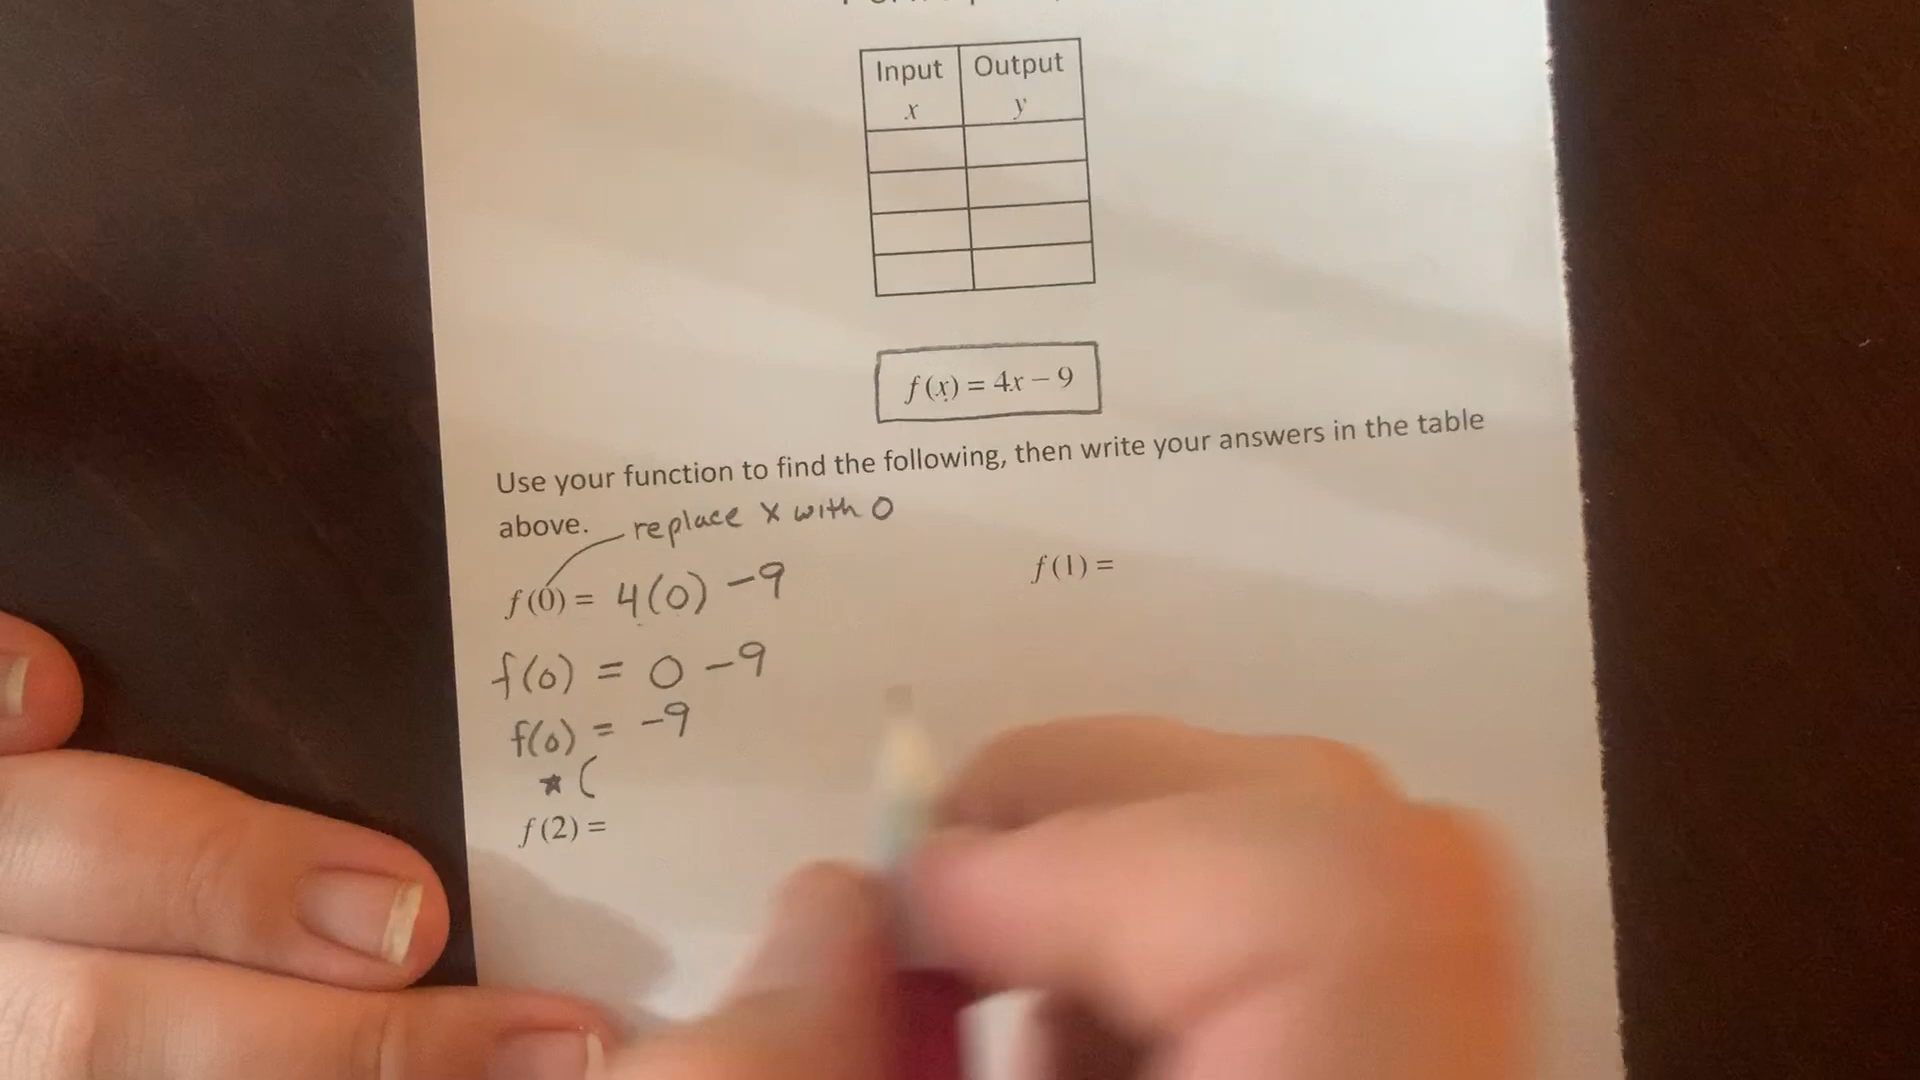 Input Output
x y
f(x) = 4x – 9
Use your function to find the following, then write your answers in the table
above. replace x with 0
f(0) = 4(0) -9
f(1) =
f(0) = 0 -9
f(0) = -9
★ (
f(2) =